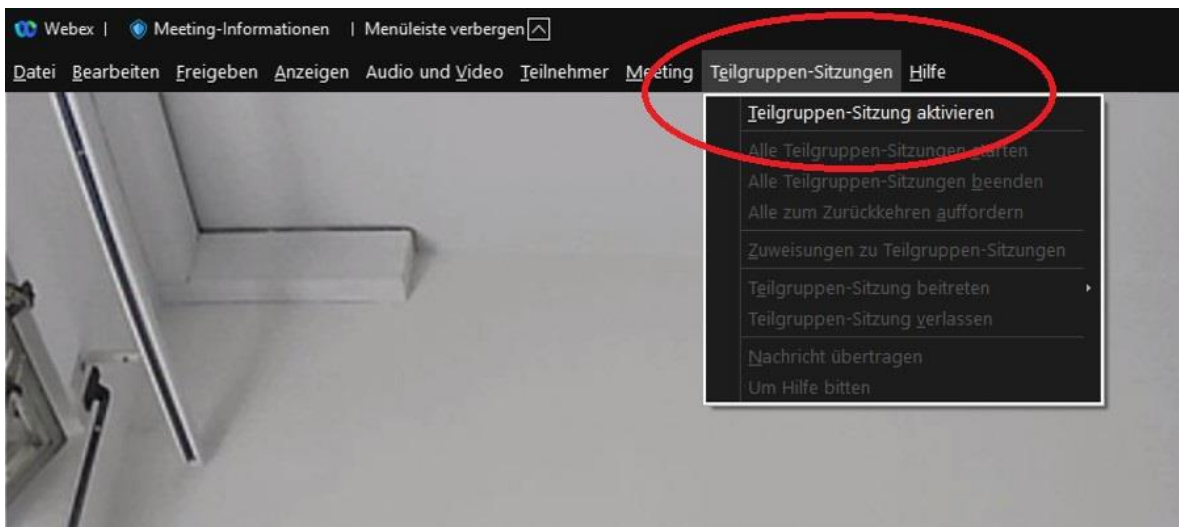 Webex | Meeting-Informationen | Menüleiste verbergen
Datei Bearbeiten Freigeben Anzeigen Audio und Video Teilnehmer Meeting Teilgruppen-Sitzungen Hilfe
Teilgruppen-Sitzung aktivieren
Alle Teilgruppen-Sitzungen starten
Alle Teilgruppen-Sitzungen beenden
Alle zum Zurückkehren auffordern
Zuweisungen zu Teilgruppen-Sitzungen
Teilgruppen-Sitzung beitreten
Teilgruppen-Sitzung verlassen
Nachricht übertragen
Um Hilfe bitten